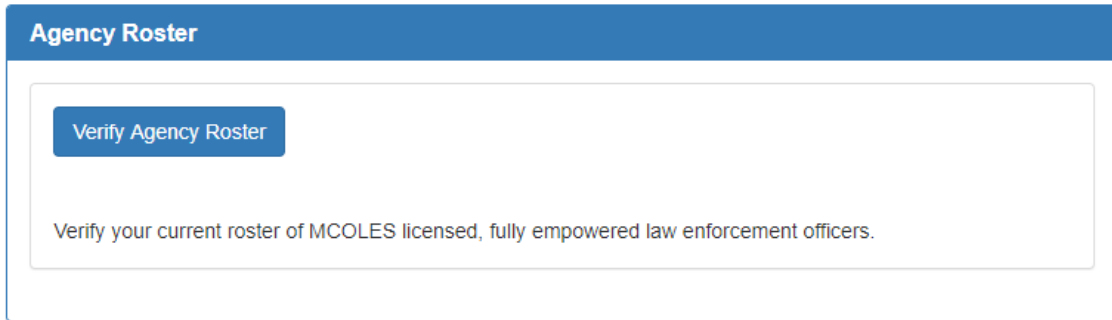 Agency Roster
Verify Agency Roster
Verify your current roster of MCOLES licensed, fully empowered law enforcement officers.